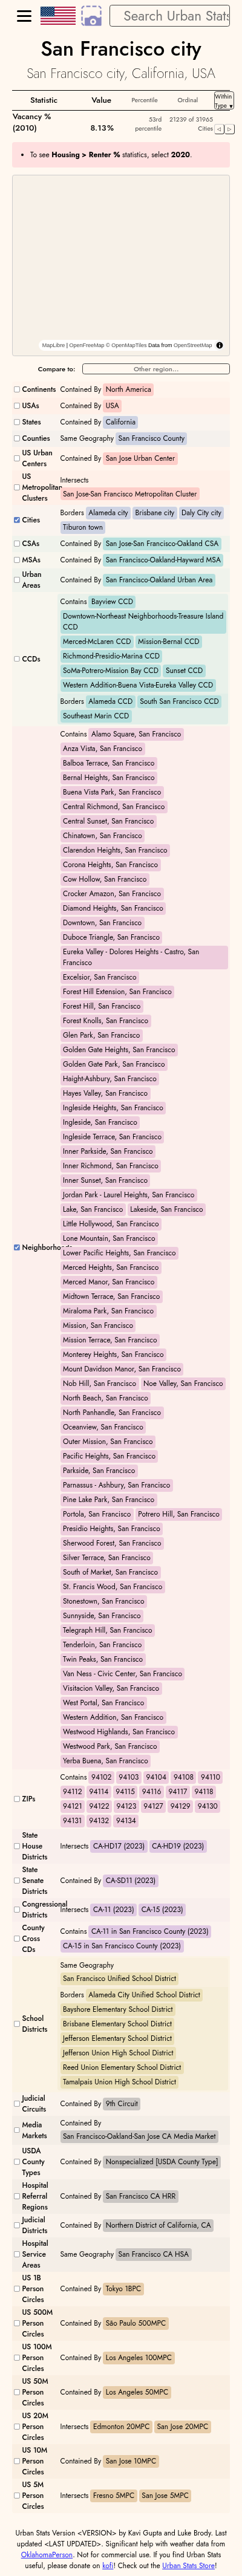 Search Urban Stats
San Francisco city
San Francisco city, California, USA
Statistic Value Percentile Ordinal Within Type ▼
Vacancy % (2010) 8.13% 53rd percentile 21239 of 31965 Cities ◁ ▷
• To see Housing > Renter % statistics, select 2020.
MapLibre | OpenFreeMap © OpenMapTiles Data from OpenStreetMap
Compare to: Other region...
Continents Contained By North America
USAs Contained By USA
States Contained By California
Counties Same Geography San Francisco County
US Urban Centers Contained By San Jose Urban Center
US Metropolitan Clusters Intersects San Jose-San Francisco Metropolitan Cluster
Cities Borders Alameda city Brisbane city Daly City city
Tiburon town
CSAs Contained By San Jose-San Francisco-Oakland CSA
MSAs Contained By San Francisco-Oakland-Hayward MSA
Urban Areas Contained By San Francisco-Oakland Urban Area
CCDs Contains Bayview CCD
Downtown-Northeast Neighborhoods-Treasure Island CCD
Merced-McLaren CCD Mission-Bernal CCD
Richmond-Presidio-Marina CCD
SoMa-Potrero-Mission Bay CCD Sunset CCD
Western Addition-Buena Vista-Eureka Valley CCD
Borders Alameda CCD South San Francisco CCD
Southeast Marin CCD
Neighborhoods Contains Alamo Square, San Francisco
Anza Vista, San Francisco
Balboa Terrace, San Francisco
Bernal Heights, San Francisco
Buena Vista Park, San Francisco
Central Richmond, San Francisco
Central Sunset, San Francisco
Chinatown, San Francisco
Clarendon Heights, San Francisco
Corona Heights, San Francisco
Cow Hollow, San Francisco
Crocker Amazon, San Francisco
Diamond Heights, San Francisco
Downtown, San Francisco
Duboce Triangle, San Francisco
Eureka Valley - Dolores Heights - Castro, San Francisco
Excelsior, San Francisco
Forest Hill Extension, San Francisco
Forest Hill, San Francisco
Forest Knolls, San Francisco
Glen Park, San Francisco
Golden Gate Heights, San Francisco
Golden Gate Park, San Francisco
Haight-Ashbury, San Francisco
Hayes Valley, San Francisco
Ingleside Heights, San Francisco
Ingleside, San Francisco
Ingleside Terrace, San Francisco
Inner Parkside, San Francisco
Inner Richmond, San Francisco
Inner Sunset, San Francisco
Jordan Park - Laurel Heights, San Francisco
Lake, San Francisco Lakeside, San Francisco
Little Hollywood, San Francisco
Lone Mountain, San Francisco
Lower Pacific Heights, San Francisco
Merced Heights, San Francisco
Merced Manor, San Francisco
Midtown Terrace, San Francisco
Miraloma Park, San Francisco
Mission, San Francisco
Mission Terrace, San Francisco
Monterey Heights, San Francisco
Mount Davidson Manor, San Francisco
Nob Hill, San Francisco Noe Valley, San Francisco
North Beach, San Francisco
North Panhandle, San Francisco
Oceanview, San Francisco
Outer Mission, San Francisco
Pacific Heights, San Francisco
Parkside, San Francisco
Parnassus - Ashbury, San Francisco
Pine Lake Park, San Francisco
Portola, San Francisco Potrero Hill, San Francisco
Presidio Heights, San Francisco
Sherwood Forest, San Francisco
Silver Terrace, San Francisco
South of Market, San Francisco
St. Francis Wood, San Francisco
Stonestown, San Francisco
Sunnyside, San Francisco
Telegraph Hill, San Francisco
Tenderloin, San Francisco
Twin Peaks, San Francisco
Van Ness - Civic Center, San Francisco
Visitacion Valley, San Francisco
West Portal, San Francisco
Western Addition, San Francisco
Westwood Highlands, San Francisco
Westwood Park, San Francisco
Yerba Buena, San Francisco
ZIPs Contains 94102 94103 94104 94108 94110
94112 94114 94115 94116 94117 94118
94121 94122 94123 94127 94129 94130
94131 94132 94134
State House Districts Intersects CA-HD17 (2023) CA-HD19 (2023)
State Senate Districts Contained By CA-SD11 (2023)
Congressional Districts Intersects CA-11 (2023) CA-15 (2023)
County Cross CDs Contains CA-11 in San Francisco County (2023)
CA-15 in San Francisco County (2023)
School Districts Same Geography
San Francisco Unified School District
Borders Alameda City Unified School District
Bayshore Elementary School District
Brisbane Elementary School District
Jefferson Elementary School District
Jefferson Union High School District
Reed Union Elementary School District
Tamalpais Union High School District
Judicial Circuits Contained By 9th Circuit
Media Markets Contained By
San Francisco-Oakland-San Jose CA Media Market
USDA County Types Contained By Nonspecialized [USDA County Type]
Hospital Referral Regions Contained By San Francisco CA HRR
Judicial Districts Contained By Northern District of California, CA
Hospital Service Areas Same Geography San Francisco CA HSA
US 1B Person Circles Contained By Tokyo 1BPC
US 500M Person Circles Contained By São Paulo 500MPC
US 100M Person Circles Contained By Los Angeles 100MPC
US 50M Person Circles Contained By Los Angeles 50MPC
US 20M Person Circles Intersects Edmonton 20MPC San Jose 20MPC
US 10M Person Circles Contained By San Jose 10MPC
US 5M Person Circles Intersects Fresno 5MPC San Jose 5MPC
Urban Stats Version <VERSION> by Kavi Gupta and Luke Brody. Last
updated <LAST UPDATED>. Significant help with weather data from
OklahomaPerson. Not for commercial use. If you find Urban Stats
useful, please donate on kofi! Check out the Urban Stats Store!